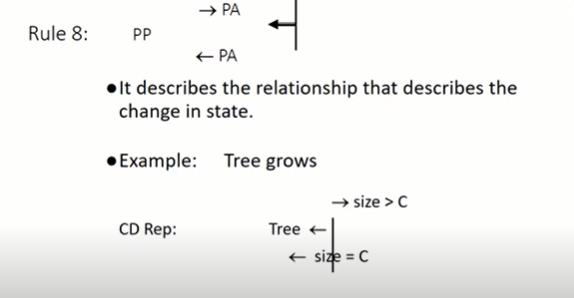 → PA
Rule 8: PP
← PA
●It describes the relationship that describes the
change in state.
●Example: Tree grows
→ size > C
CD Rep: Tree ←
← size = C